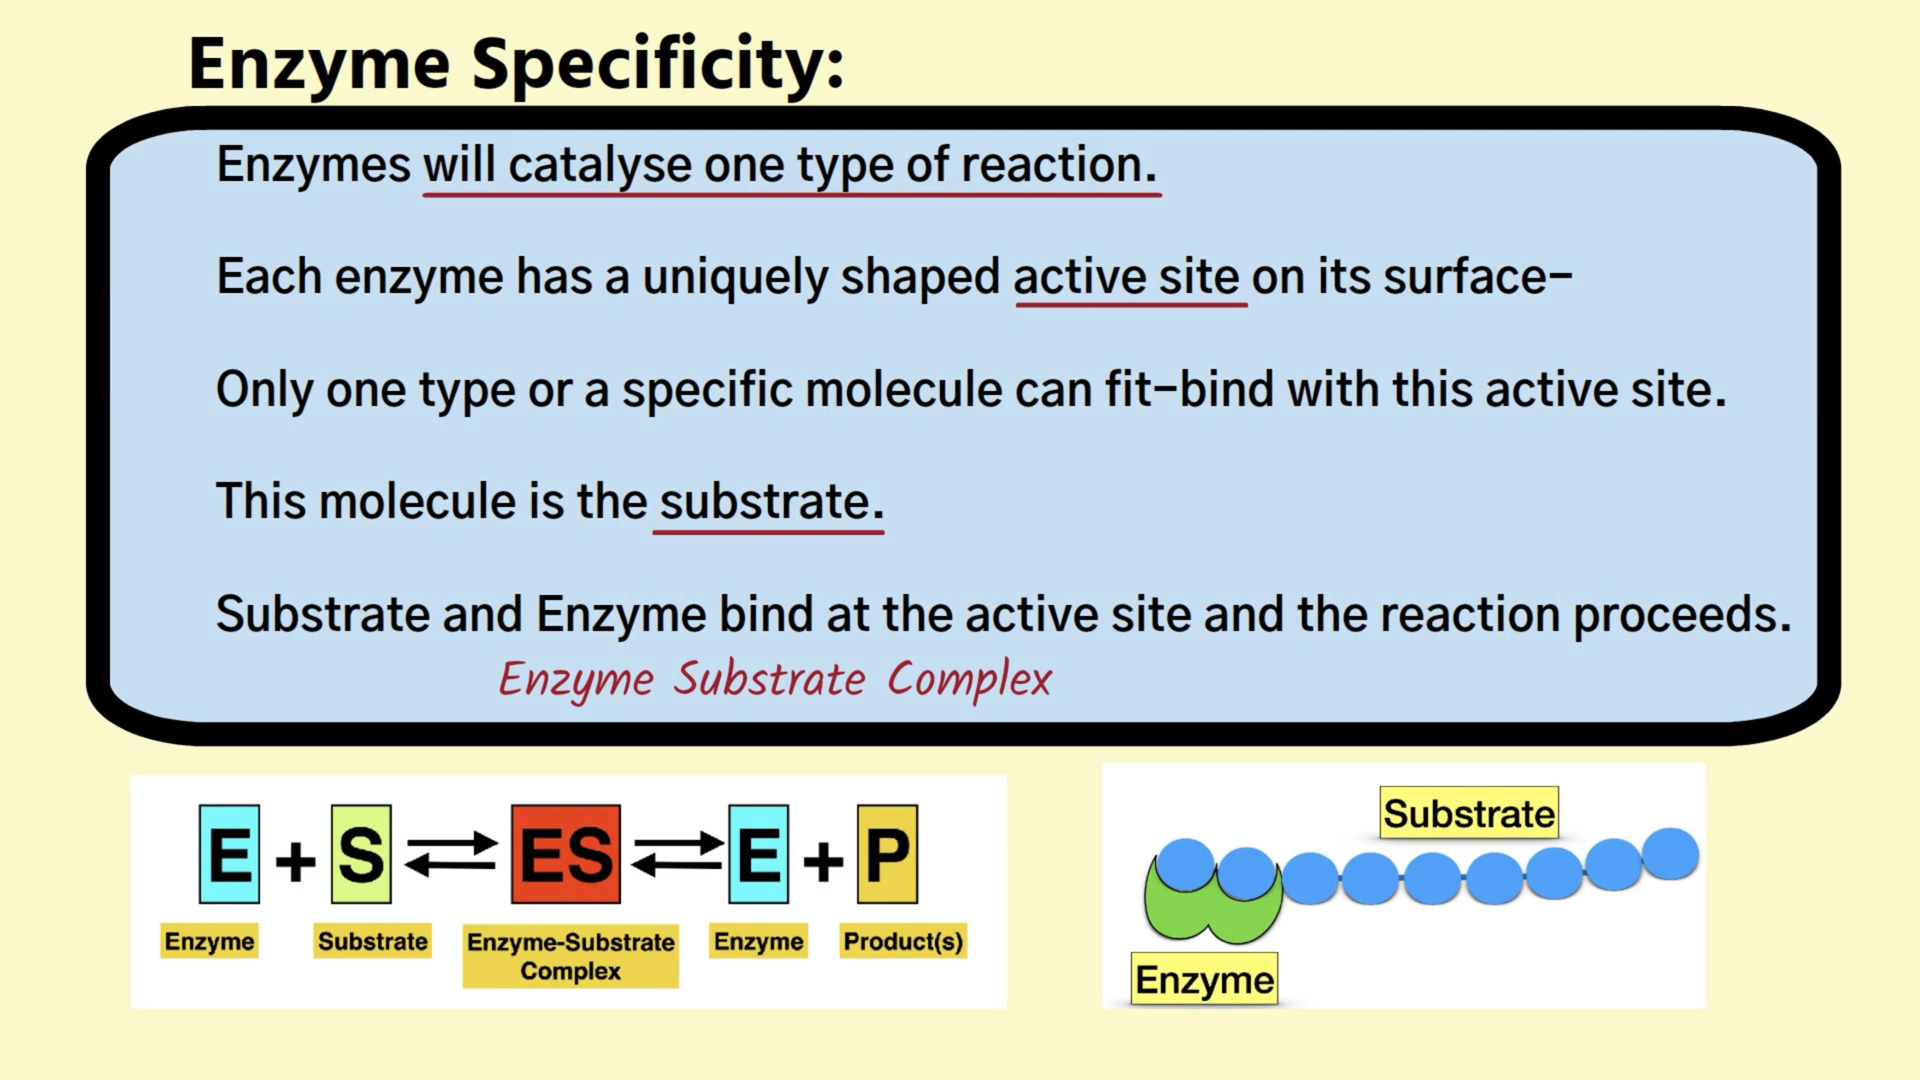 Enzyme Specificity:
Enzymes will catalyse one type of reaction.
Each enzyme has a uniquely shaped active site on its surface–
Only one type or a specific molecule can fit–bind with this active site.
This molecule is the substrate.
Substrate and Enzyme bind at the active site and the reaction proceeds.
Enzyme Substrate Complex
E + S ⇌ ES ⇌ E + P
Enzyme Substrate Enzyme-Substrate Enzyme Product(s)
Complex
Substrate
Enzyme